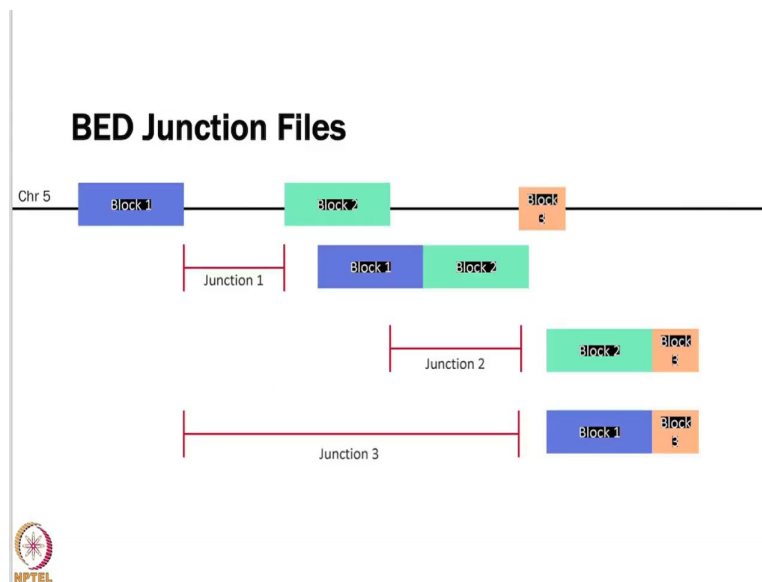 BED Junction Files
Chr 5
Block 1
Block 2
Block
3
Junction 1
Block 1
Block 2
Junction 2
Block 2
Block
3
Junction 3
Block 1
Block
3
NPTEL